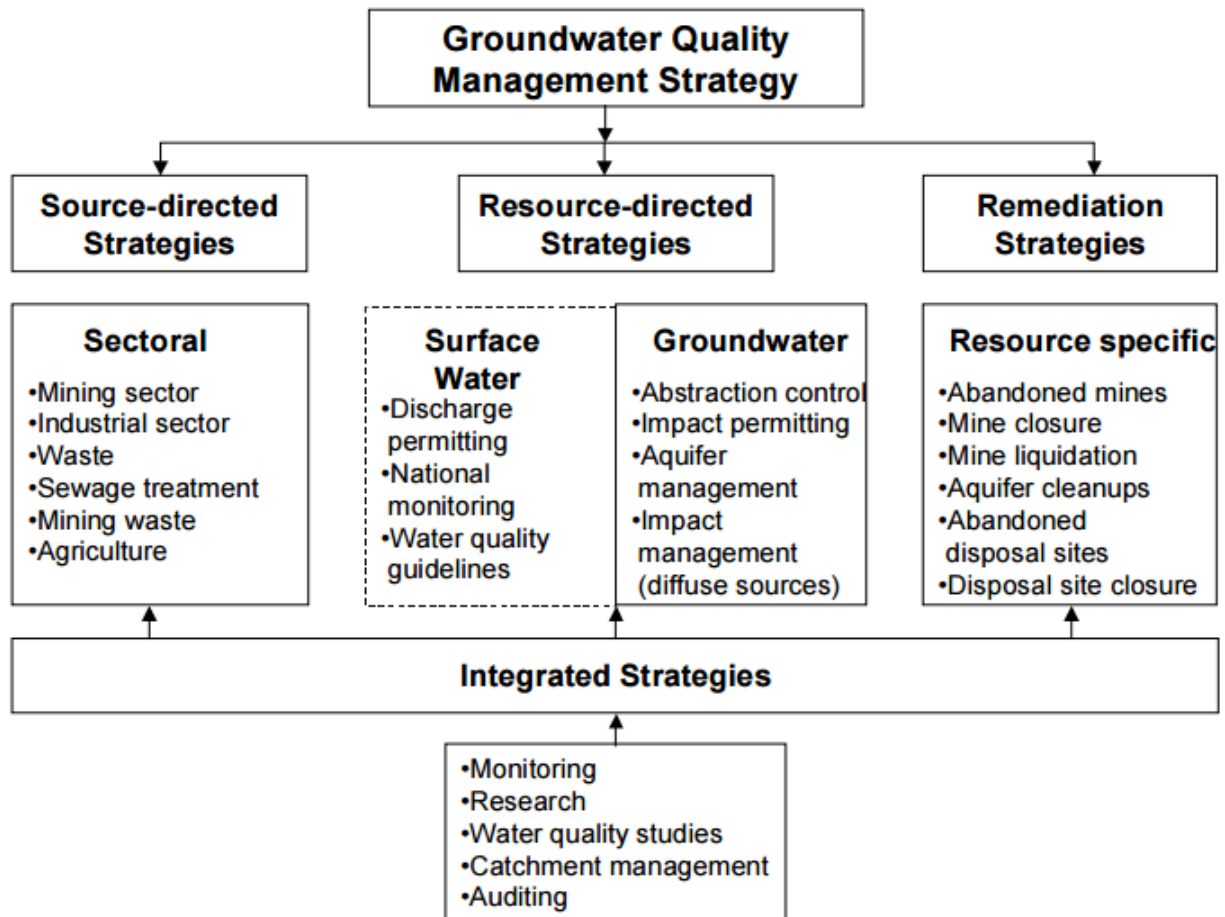 Groundwater Quality
Management Strategy
Source-directed
Strategies
Resource-directed
Strategies
Remediation
Strategies
Sectoral
•Mining sector
•Industrial sector
•Waste
•Sewage treatment
•Mining waste
•Agriculture
Surface
Water
•Discharge
permitting
•National
monitoring
•Water quality
guidelines
Groundwater
•Abstraction control
•Impact permitting
•Aquifer
management
•Impact
management
(diffuse sources)
Resource specific
•Abandoned mines
•Mine closure
•Mine liquidation
•Aquifer cleanups
•Abandoned
disposal sites
•Disposal site closure
Integrated Strategies
•Monitoring
•Research
•Water quality studies
•Catchment management
•Auditing